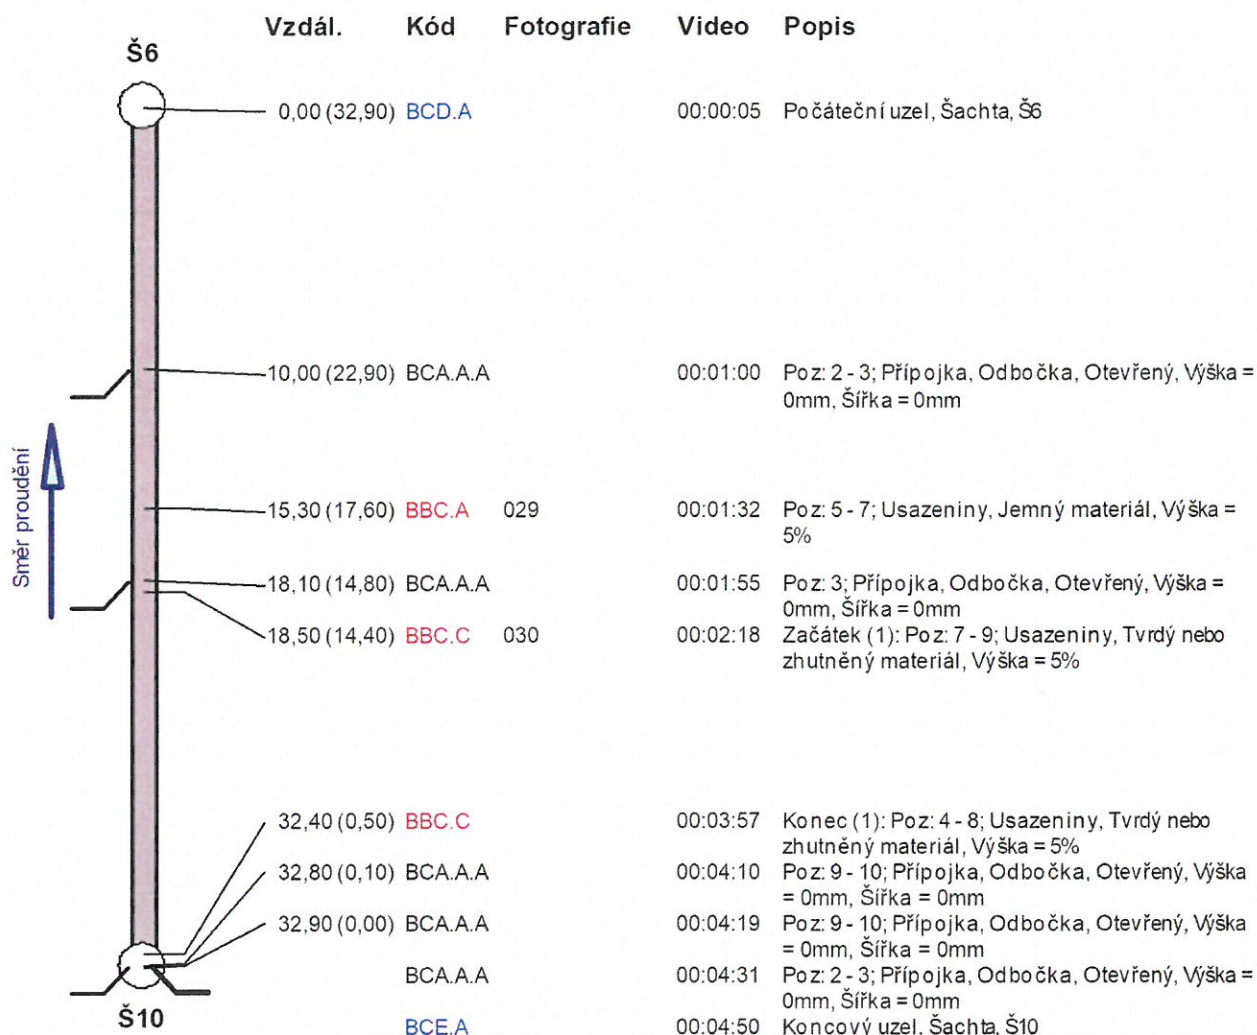 Vzdál. Kód Fotografie Video Popis
Š6
0,00 (32,90) BCD.A 00:00:05 Počáteční uzel, Šachta, Š6
10,00 (22,90) BCA.A.A 00:01:00 Poz: 2 - 3; Přípojka, Odbočka, Otevřený, Výška =
0mm, Šířka = 0mm
Směr proudění
15,30 (17,60) BBC.A 029 00:01:32 Poz: 5 - 7; Usazeniny, Jemný materiál, Výška =
5%
18,10 (14,80) BCA.A.A 00:01:55 Poz: 3; Přípojka, Odbočka, Otevřený, Výška =
0mm, Šířka = 0mm
18,50 (14,40) BBC.C 030 00:02:18 Začátek (1): Poz: 7 - 9; Usazeniny, Tvrdý nebo
zhutněný materiál, Výška = 5%
32,40 (0,50) BBC.C 00:03:57 Konec (1): Poz: 4 - 8; Usazeniny, Tvrdý nebo
zhutněný materiál, Výška = 5%
32,80 (0,10) BCA.A.A 00:04:10 Poz: 9 - 10; Přípojka, Odbočka, Otevřený, Výška
= 0mm, Šířka = 0mm
32,90 (0,00) BCA.A.A 00:04:19 Poz: 9 - 10; Přípojka, Odbočka, Otevřený, Výška
= 0mm, Šířka = 0mm
BCA.A.A 00:04:31 Poz: 2 - 3; Přípojka, Odbočka, Otevřený, Výška =
0mm, Šířka = 0mm
Š10
BCE.A 00:04:50 Koncový uzel, Šachta, Š10